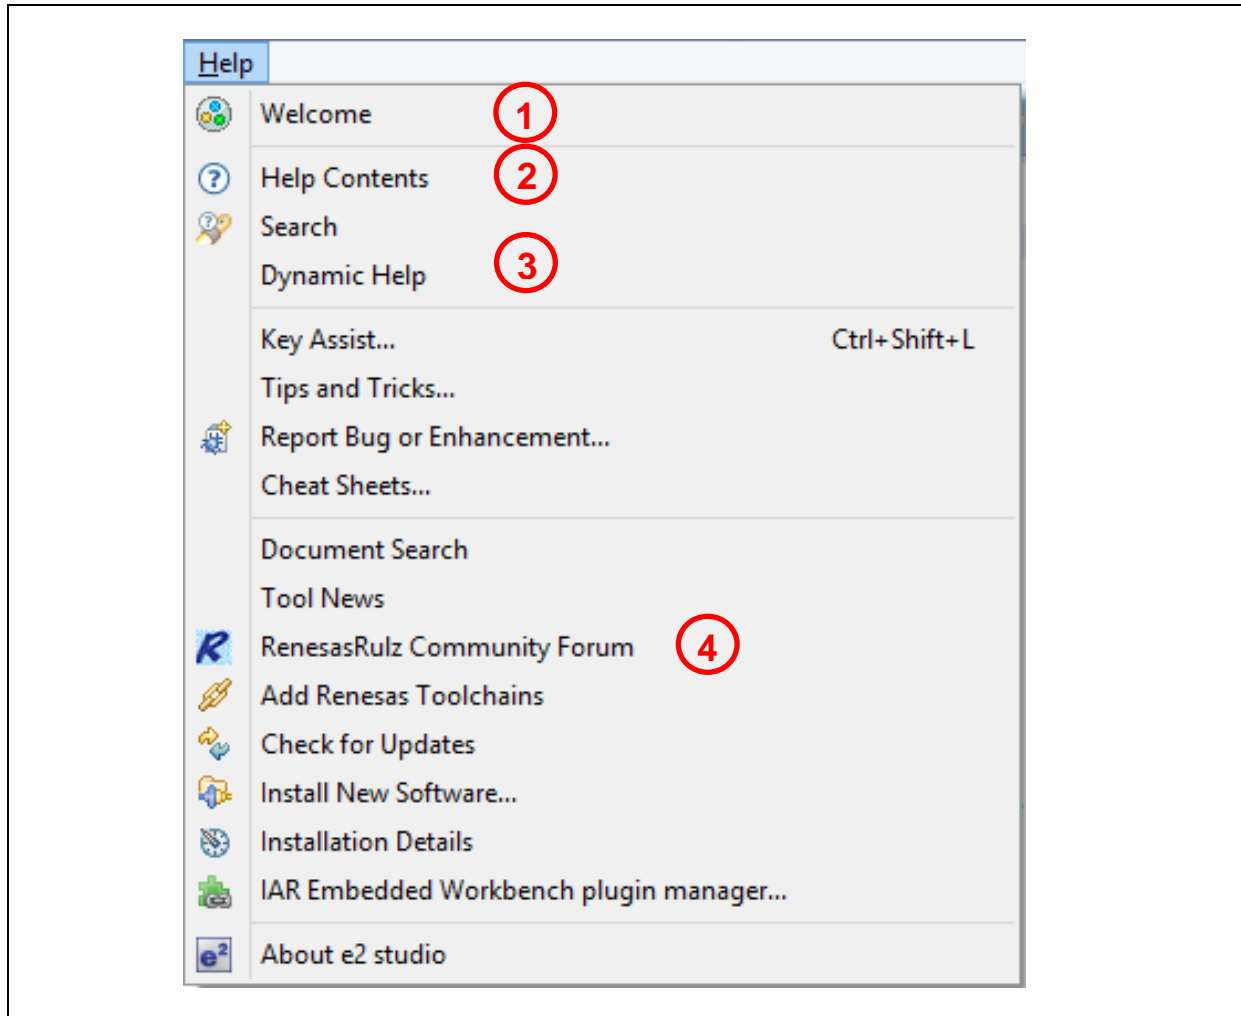 Help
Welcome 1
Help Contents 2
Search
Dynamic Help 3
Key Assist... Ctrl+Shift+L
Tips and Tricks...
Report Bug or Enhancement...
Cheat Sheets...
Document Search
Tool News
RenesasRulz Community Forum 4
Add Renesas Toolchains
Check for Updates
Install New Software...
Installation Details
IAR Embedded Workbench plugin manager...
e² About e2 studio